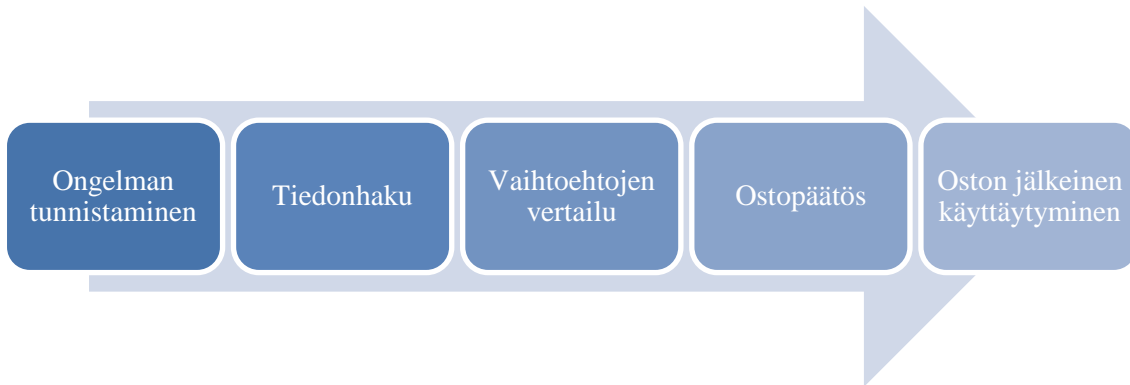 Ongelman
tunnistaminen
Tiedonhaku
Vaihtoehtojen
vertailu
Ostopäätös
Oston jälkeinen
käyttäytyminen